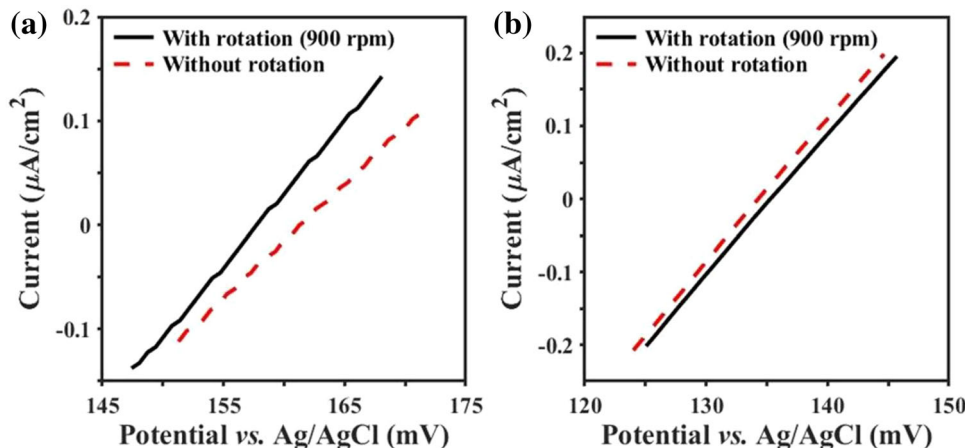 (a)
0.2
With rotation (900 rpm)
Without rotation
0.1
0
-0.1
Current (μA/cm²)
145
155
165
175
Potential vs. Ag/AgCl (mV)
(b)
With rotation (900 rpm)
0.2
Without rotation
0.1
0
-0.1
-0.2
Current (μA/cm²)
120
130
140
150
Potential vs. Ag/AgCl (mV)